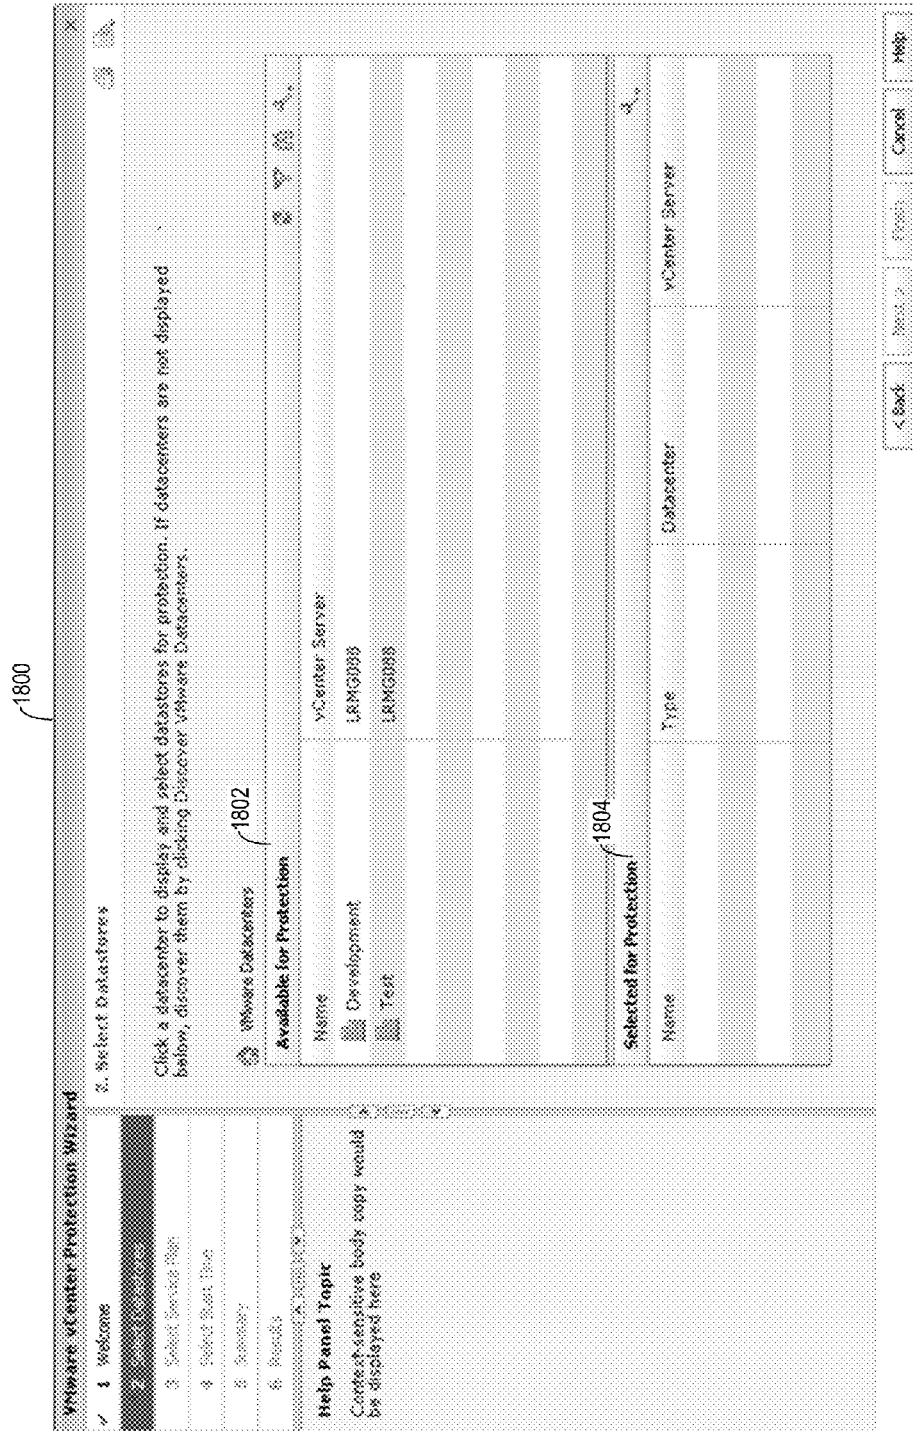 1800
VMware vCenter Protection Wizard
✓ 1 Welcome
3 Select Service Plan
4 Select Start Time
5 Summary
6 Results
Help Panel Topic
Context-sensitive body copy would
be displayed here
2. Select Datastores
Click a datacenter to display and select datastores for protection. If datacenters are not displayed
below, discover them by clicking Discover VMware Datacenters.
VMware Datacenters
1802
Available for Protection
Name vCenter Server
Development LRMG088
Test LRMG088
1804
Selected for Protection
Name Type Datacenter vCenter Server
< Back Next > Finish Cancel Help